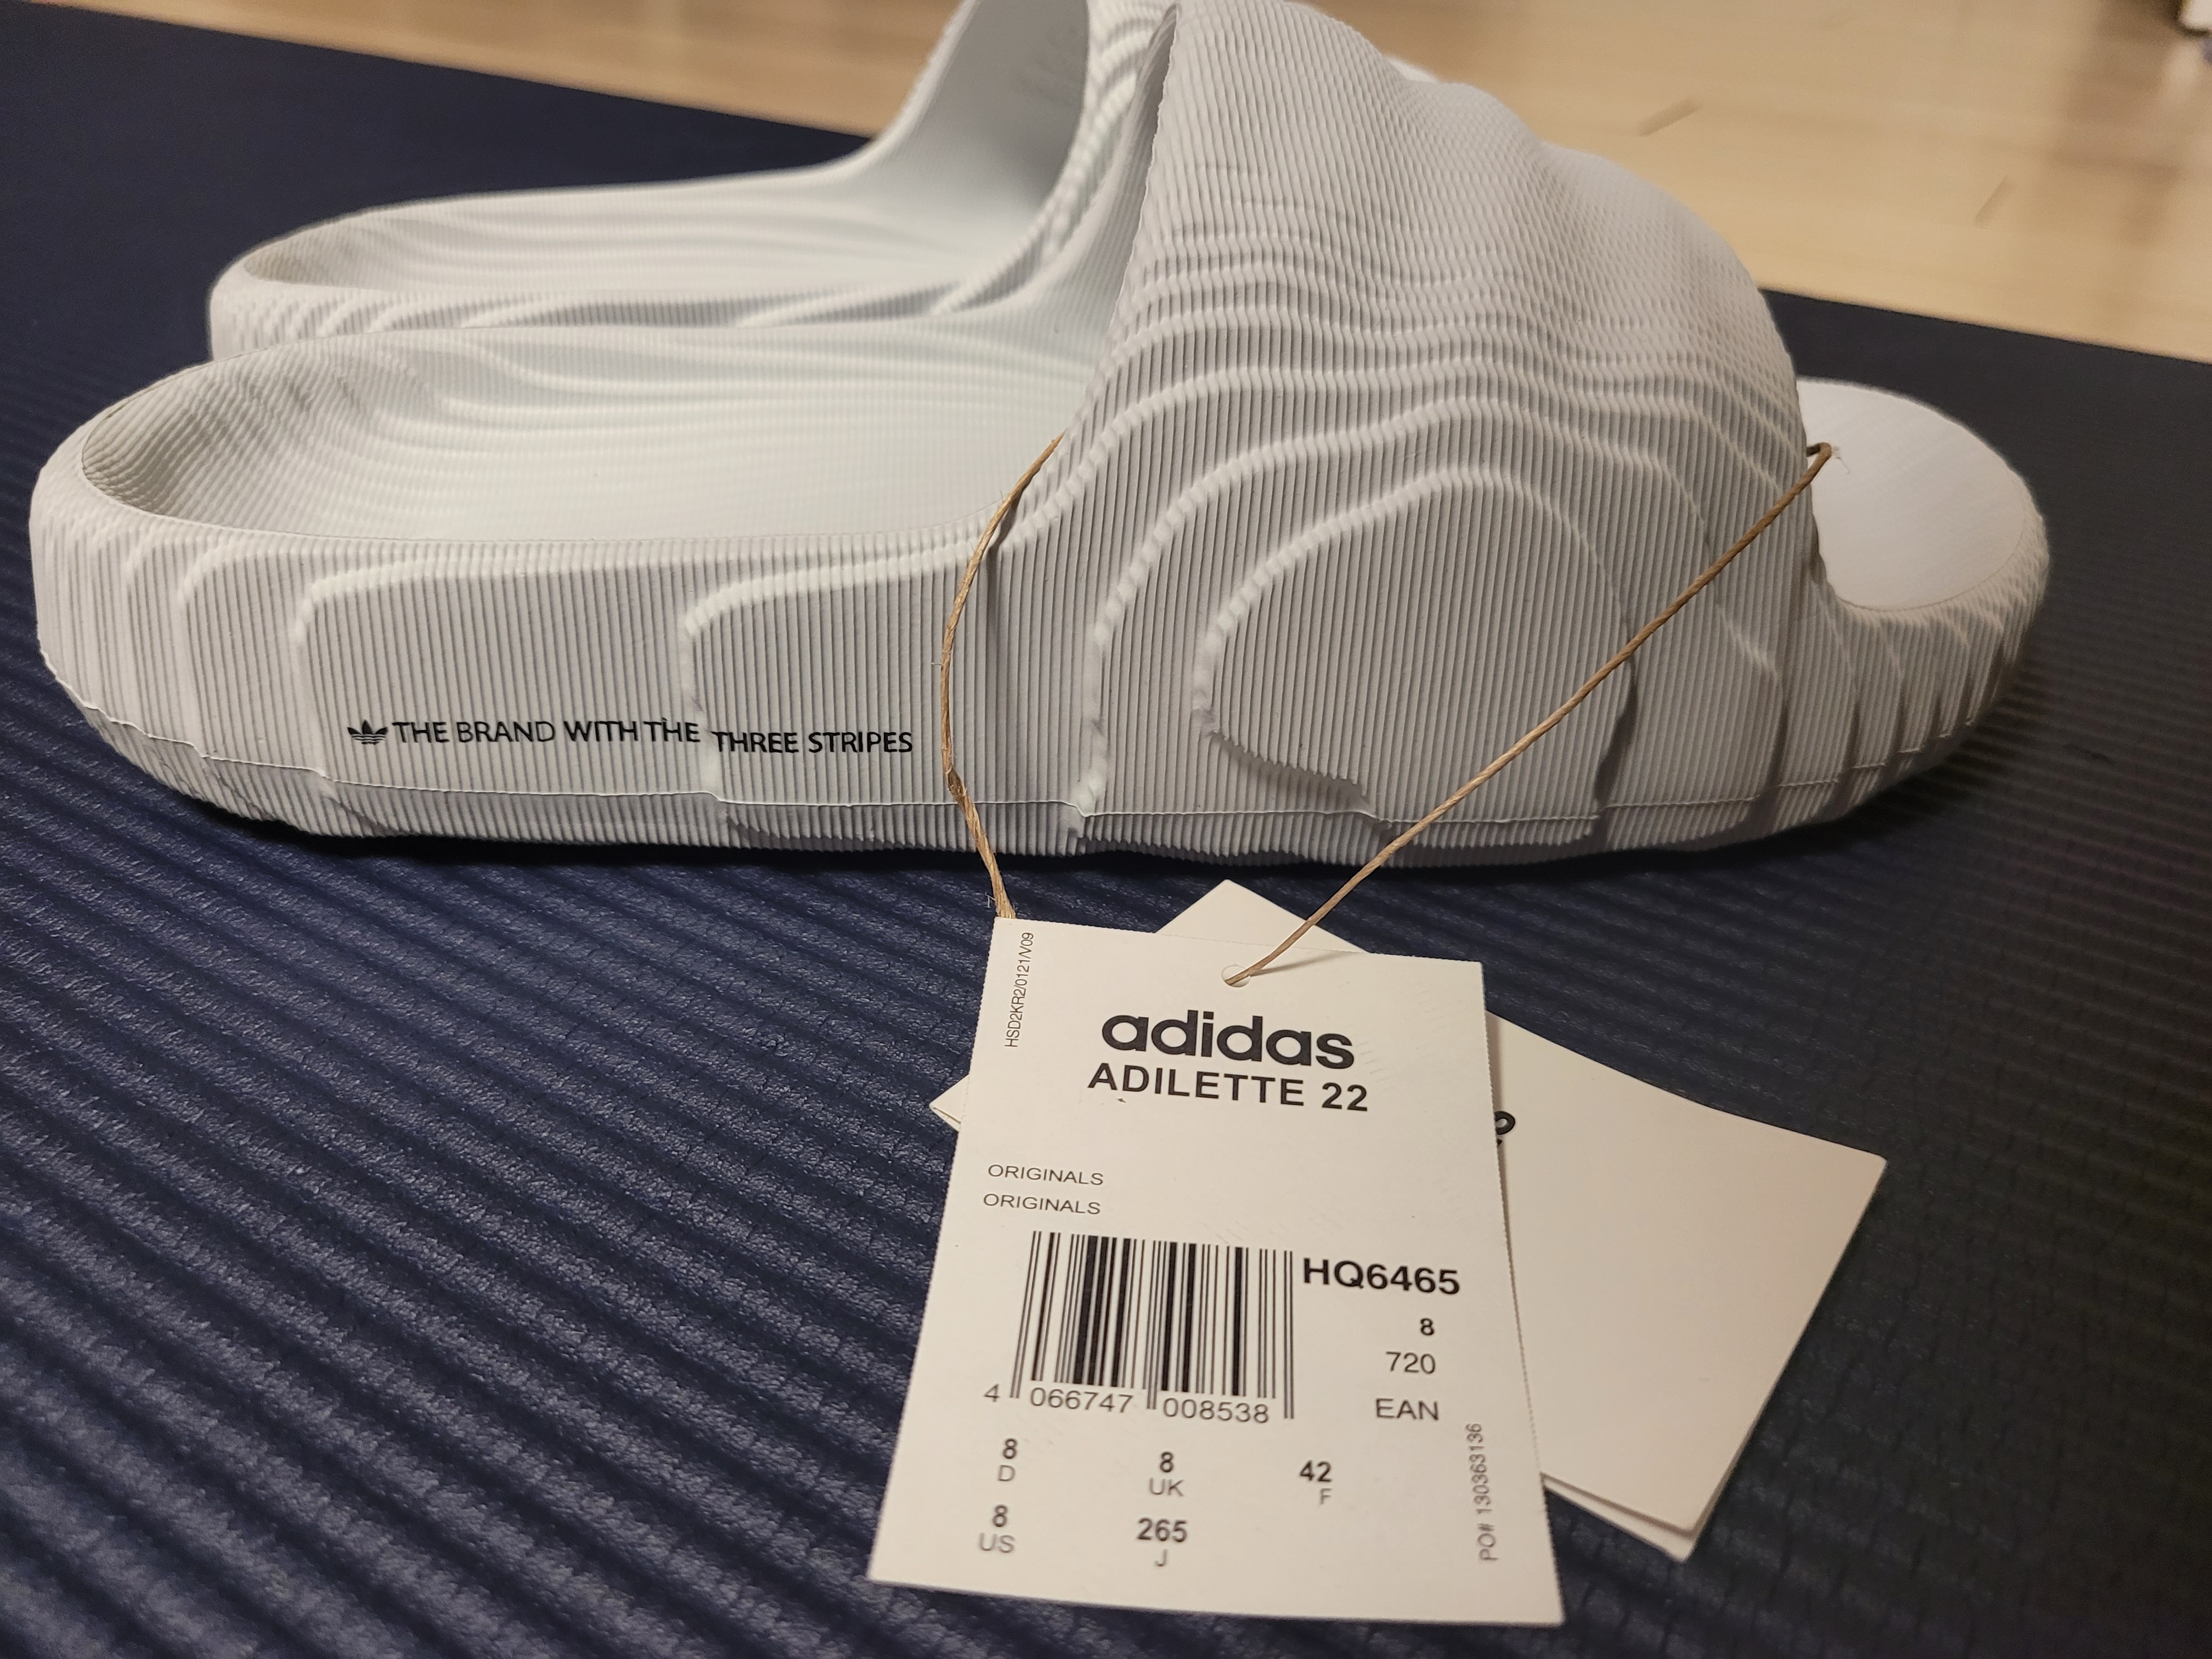 THE BRAND WITH THE THREE STRIPES
HSD2KR2/0121/V09
adidas
ADILETTE 22
ORIGINALS
ORIGINALS
HQ6465
8
720
EAN
4 066747 008538
8 8 42
D UK F
8 265
US J
PO# 1303633136